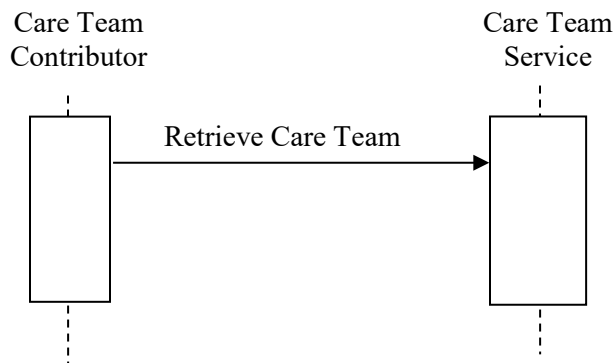 Care Team
Contributor
Care Team
Service
Retrieve Care Team